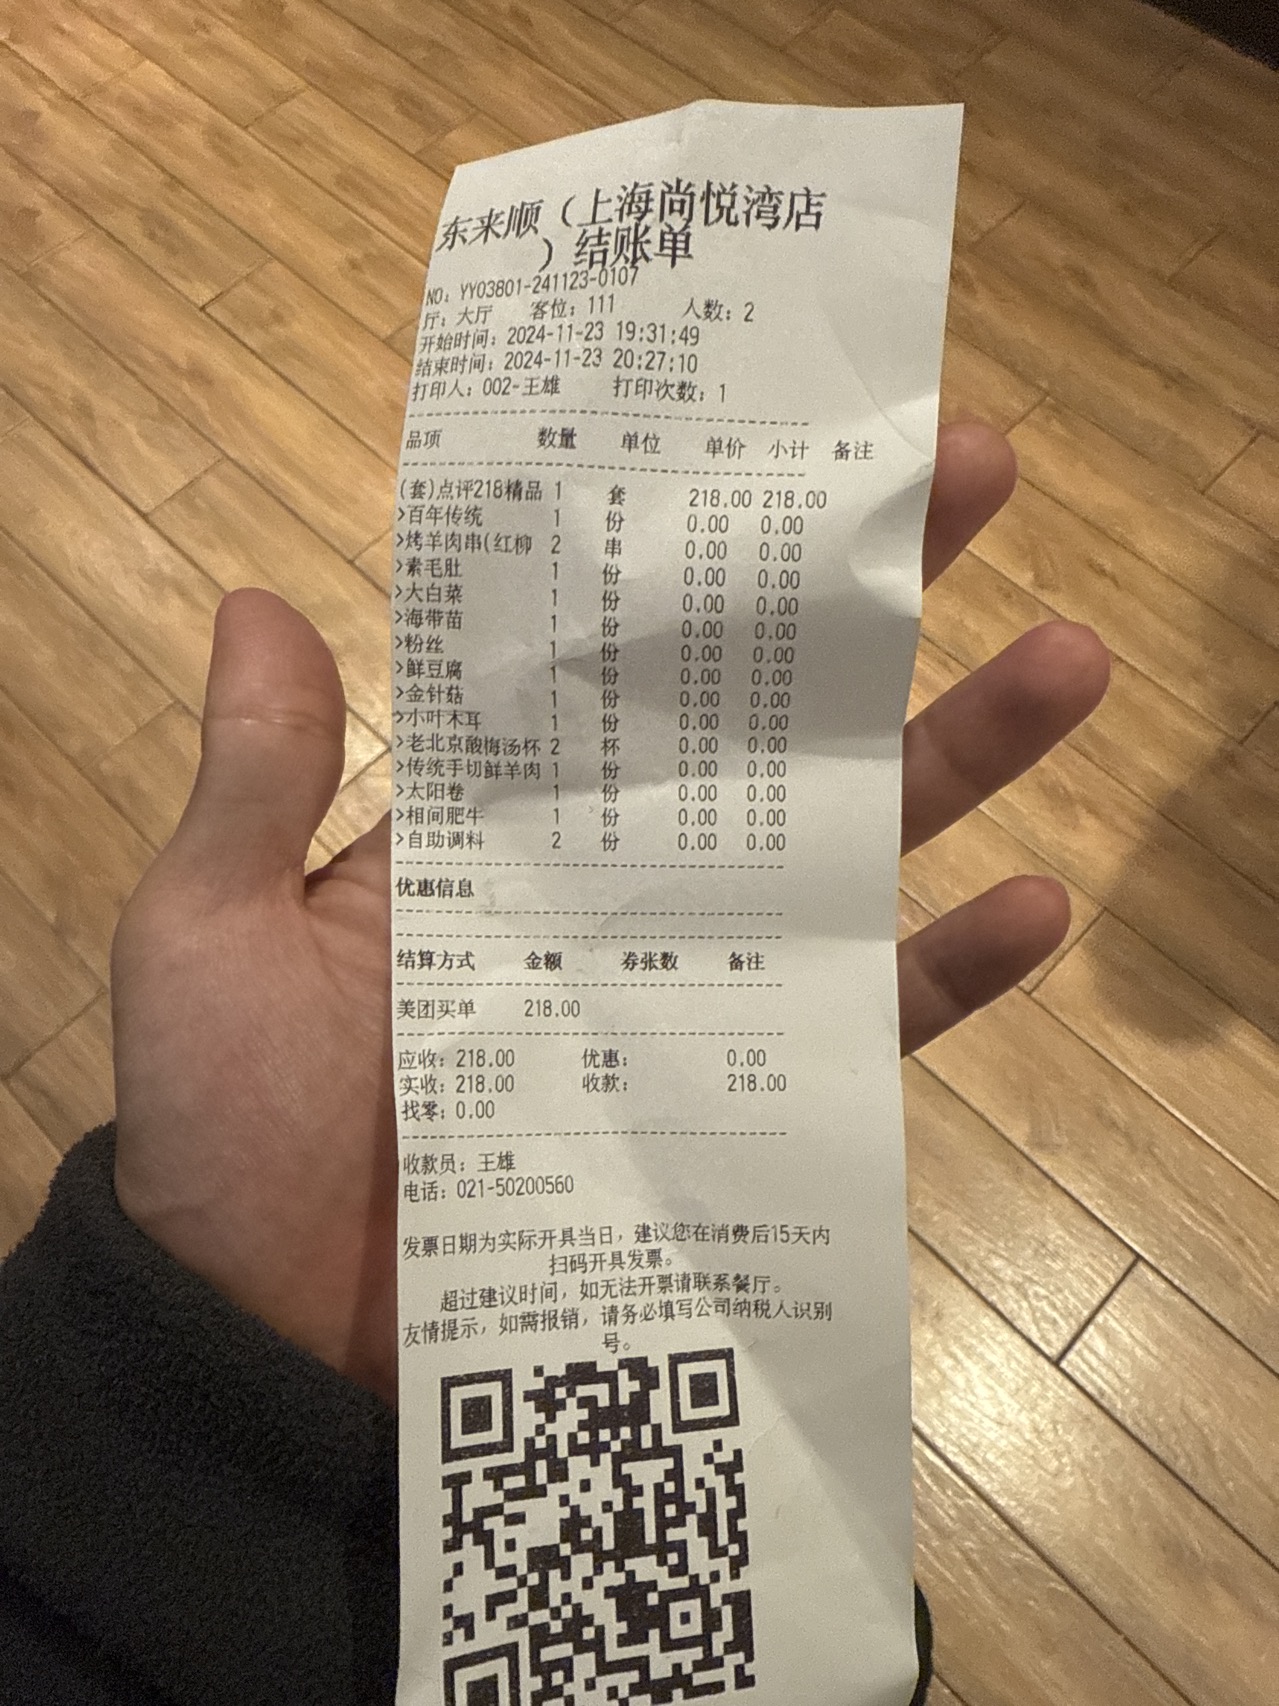 东来顺（上海尚悦湾店
）结账单
NO：YY03801-241123-0107
厅：大厅 客位：111 人数：2
开始时间：2024-11-23 19:31:49
结束时间：2024-11-23 20:27:10
打印人：002-王雄 打印次数：1
品项 数量 单位 单价 小计 备注
(套)点评218精品 1 套 218.00 218.00
>百年传统 1 份 0.00 0.00
>烤羊肉串(红柳 2 串 0.00 0.00
>素毛肚 1 份 0.00 0.00
>大白菜 1 份 0.00 0.00
>海带苗 1 份 0.00 0.00
>粉丝 1 份 0.00 0.00
>鲜豆腐 1 份 0.00 0.00
>金针菇 1 份 0.00 0.00
>小叶木耳 1 份 0.00 0.00
>老北京酸梅汤杯 2 杯 0.00 0.00
>传统手切鲜羊肉 1 份 0.00 0.00
>太阳卷 1 份 0.00 0.00
>相间肥牛 1 份 0.00 0.00
>自助调料 2 份 0.00 0.00
优惠信息
结算方式 金额 券张数 备注
美团买单 218.00
应收：218.00 优惠： 0.00
实收：218.00 收款： 218.00
找零：0.00
收款员：王雄
电话：021-50200560
发票日期为实际开具当日，建议您在消费后15天内
扫码开具发票。
超过建议时间，如无法开票请联系餐厅。
友情提示，如需报销，请务必填写公司纳税人识别
号。